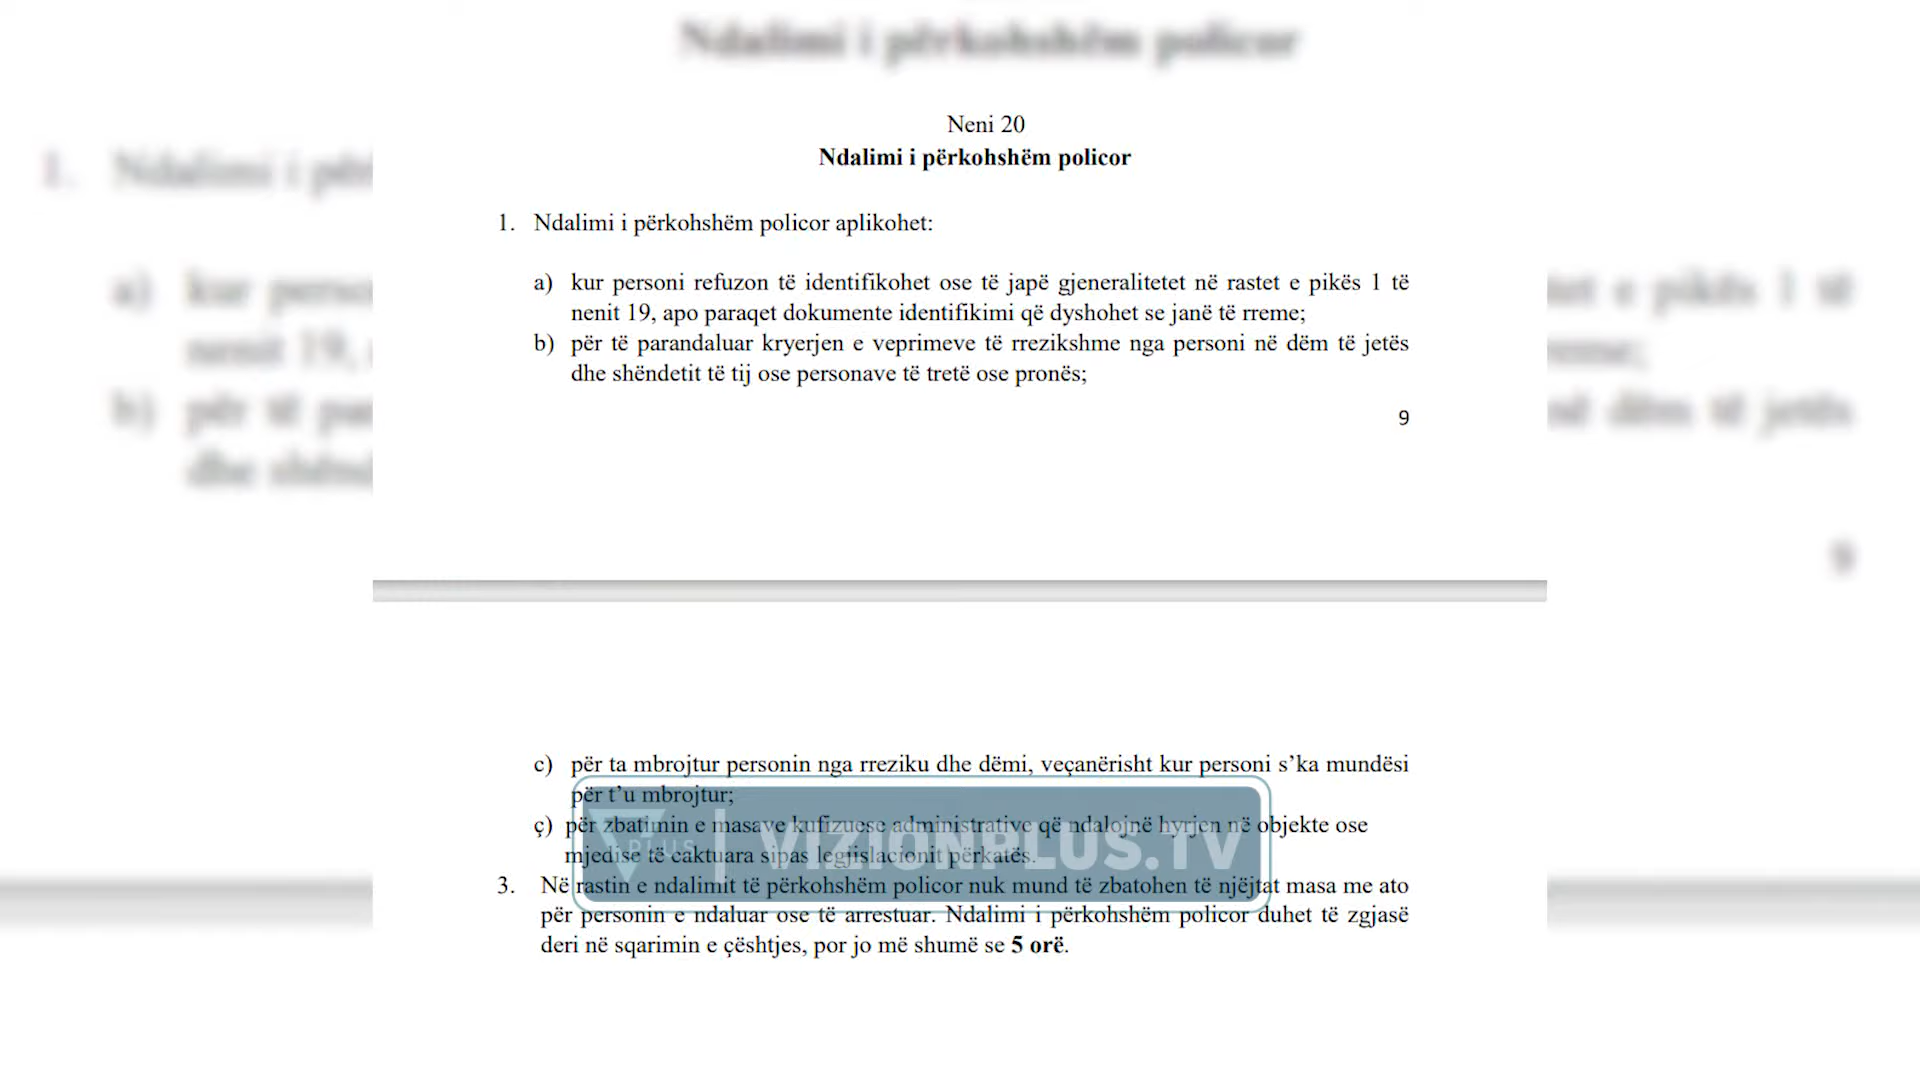 Ndalimi i përkohshëm policor
Neni 20
Ndalimi i përkohshëm policor
1. Ndalimi i përkohshëm policor aplikohet:
a) kur personi refuzon të identifikohet ose të japë gjeneralitetet në rastet e pikës 1 të
nenit 19, apo paraqet dokumente identifikimi që dyshohet se janë të rreme;
b) për të parandaluar kryerjen e veprimeve të rrezikshme nga personi në dëm të jetës
dhe shëndetit të tij ose personave të tretë ose pronës;
9
c) për ta mbrojtur personin nga rreziku dhe dëmi, veçanërisht kur personi s’ka mundësi
për t’u mbrojtur;
ç) për zbatimin e masave kufizuese administrative që ndalojnë hyrjen në objekte ose
mjedise të caktuara sipas legjislacionit përkatës.
PLUS | VIZIONPLUS.TV
3. Në rastin e ndalimit të përkohshëm policor nuk mund të zbatohen të njëjtat masa me ato
për personin e ndaluar ose të arrestuar. Ndalimi i përkohshëm policor duhet të zgjasë
deri në sqarimin e çështjes, por jo më shumë se 5 orë.